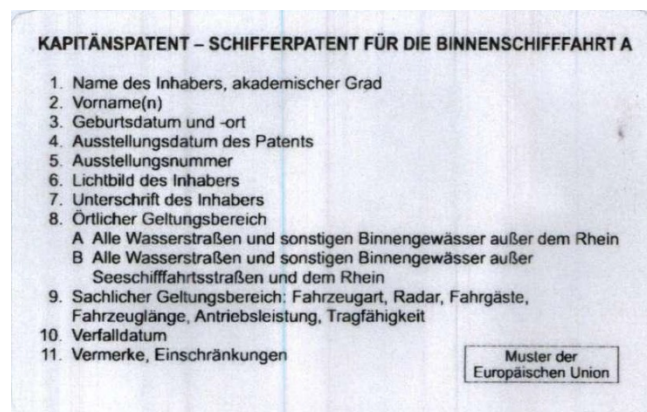 KAPITÄNSPATENT – SCHIFFERPATENT FÜR DIE BINNENSCHIFFFAHRT A
1. Name des Inhabers, akademischer Grad
2. Vorname(n)
3. Geburtsdatum und -ort
4. Ausstellungsdatum des Patents
5. Ausstellungsnummer
6. Lichtbild des Inhabers
7. Unterschrift des Inhabers
8. Örtlicher Geltungsbereich
A Alle Wasserstraßen und sonstigen Binnengewässer außer dem Rhein
B Alle Wasserstraßen und sonstigen Binnengewässer außer
Seeschifffahrtsstraßen und dem Rhein
9. Sachlicher Geltungsbereich: Fahrzeugart, Radar, Fahrgäste,
Fahrzeuglänge, Antriebsleistung, Tragfähigkeit
10. Verfalldatum
11. Vermerke, Einschränkungen
Muster der
Europäischen Union